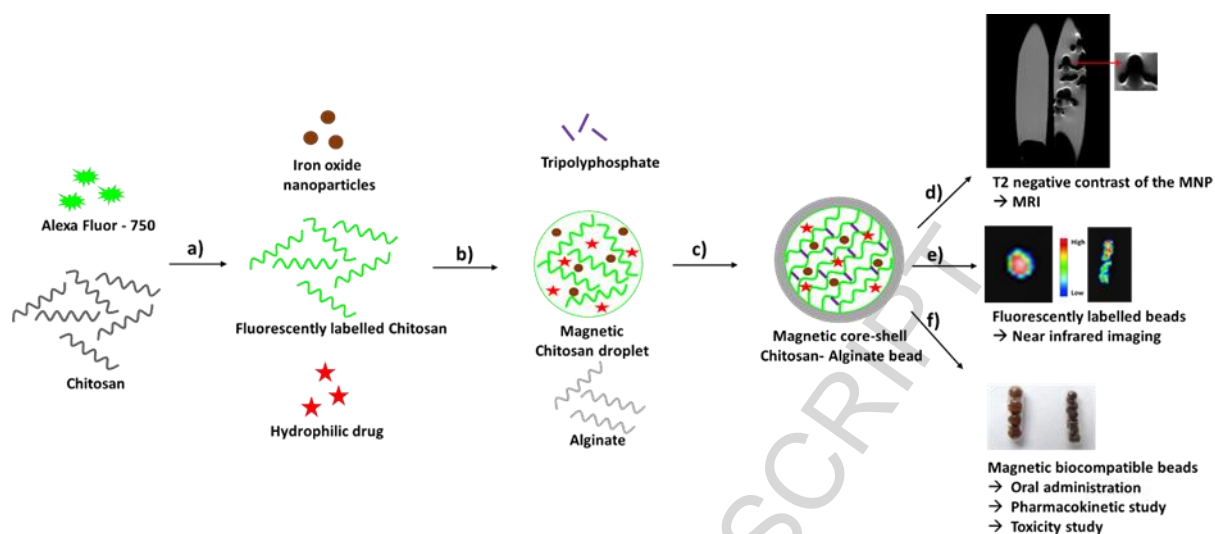 Alexa Fluor - 750
Chitosan
a)
Iron oxide
nanoparticles
Fluorescently labelled Chitosan
Hydrophilic drug
b)
Tripolyphosphate
Magnetic
Chitosan droplet
Alginate
c)
Magnetic core-shell
Chitosan- Alginate bead
d)
T2 negative contrast of the MNP
→ MRI
e)
High
Low
Fluorescently labelled beads
→ Near infrared imaging
f)
Magnetic biocompatible beads
→ Oral administration
→ Pharmacokinetic study
→ Toxicity study
SCRIPT